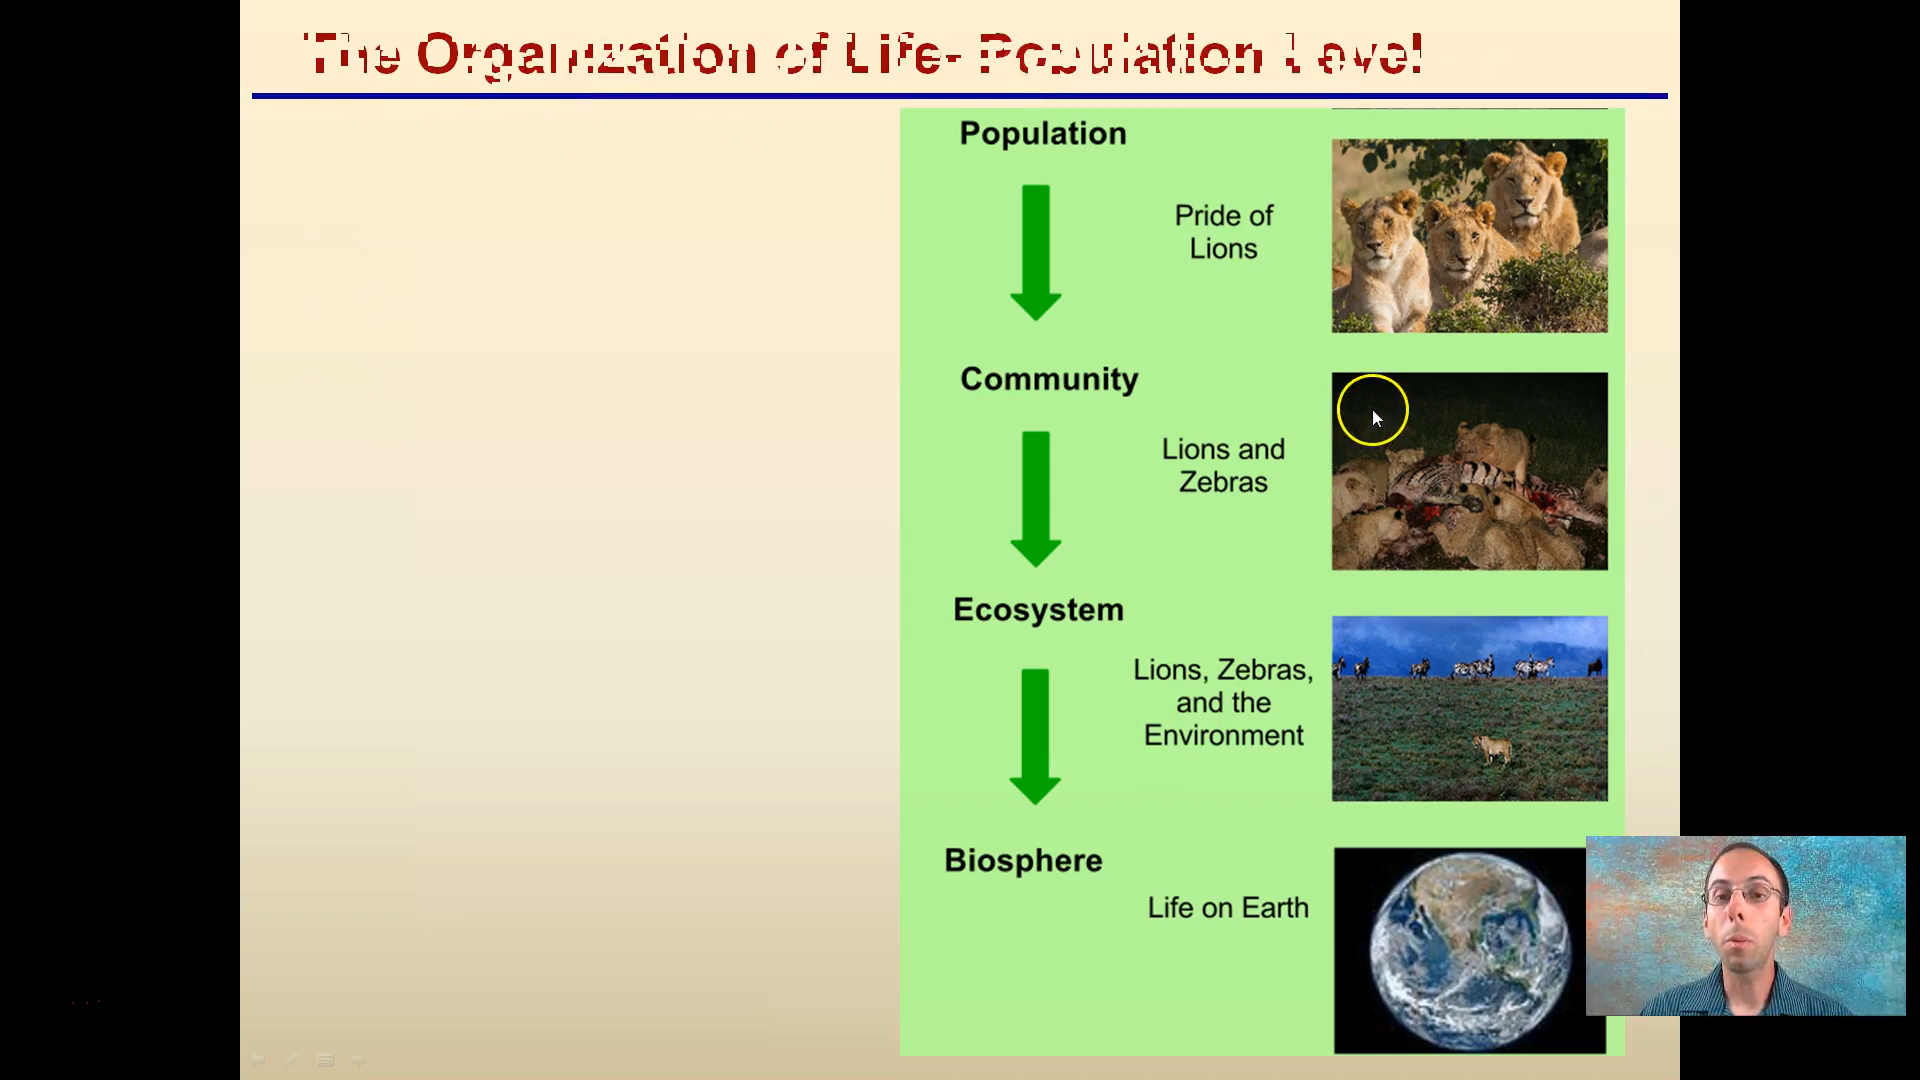 The Organization of Life- Population Level
Population
Pride of
Lions
Community
Lions and
Zebras
Ecosystem
Lions, Zebras,
and the
Environment
Biosphere
Life on Earth